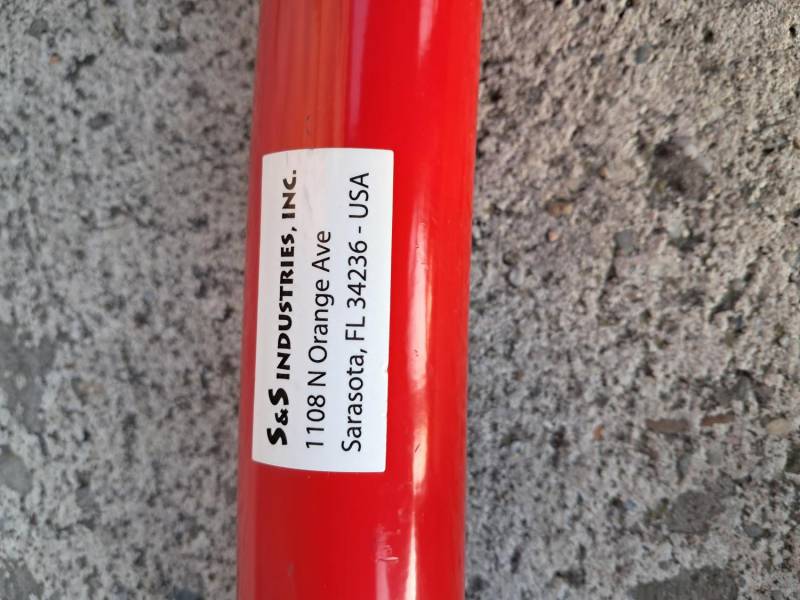 S&S INDUSTRIES, INC.
1108 N Orange Ave
Sarasota, FL 34236 - USA